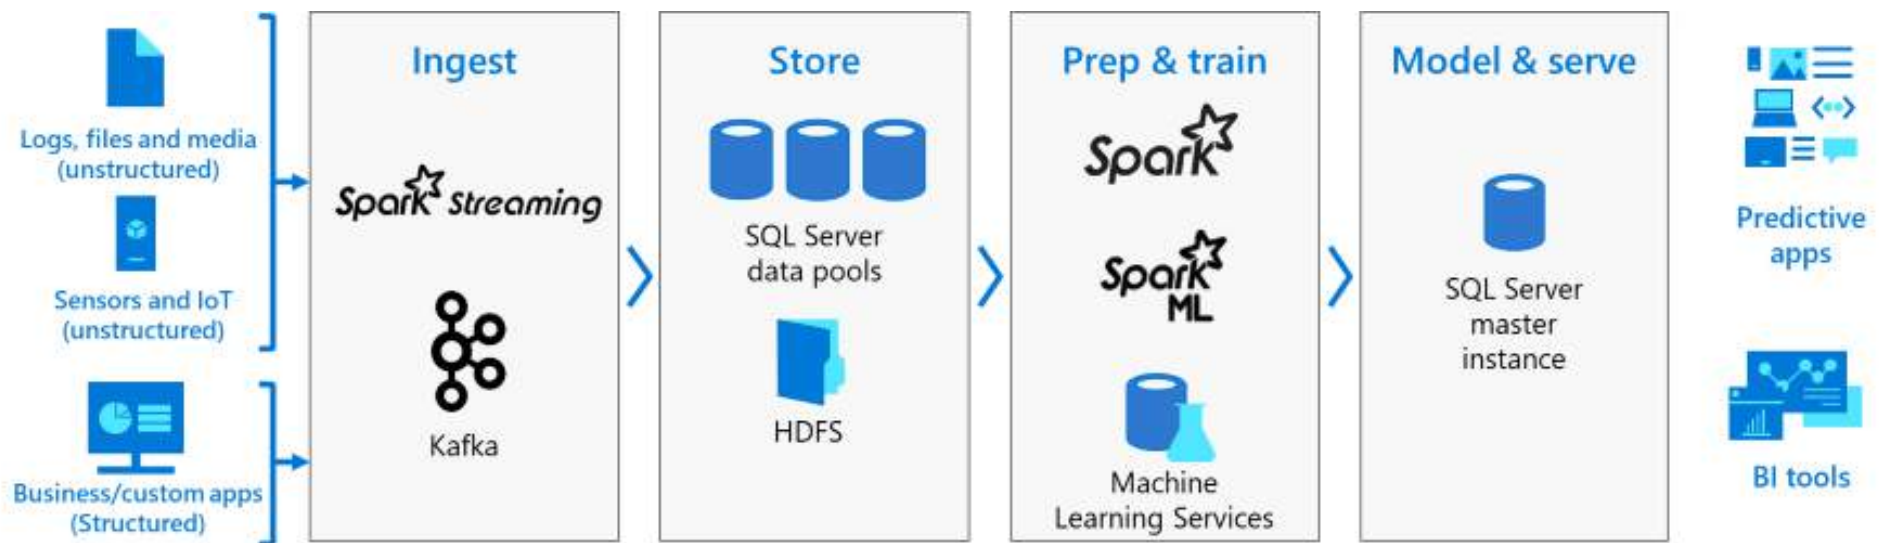 Logs, files and media
(unstructured)
Sensors and IoT
(unstructured)
Business/custom apps
(Structured)
Ingest
Spark Streaming
Kafka
Store
SQL Server
data pools
HDFS
Prep & train
Spark
Spark
ML
Machine
Learning Services
Model & serve
SQL Server
master
instance
Predictive
apps
BI tools